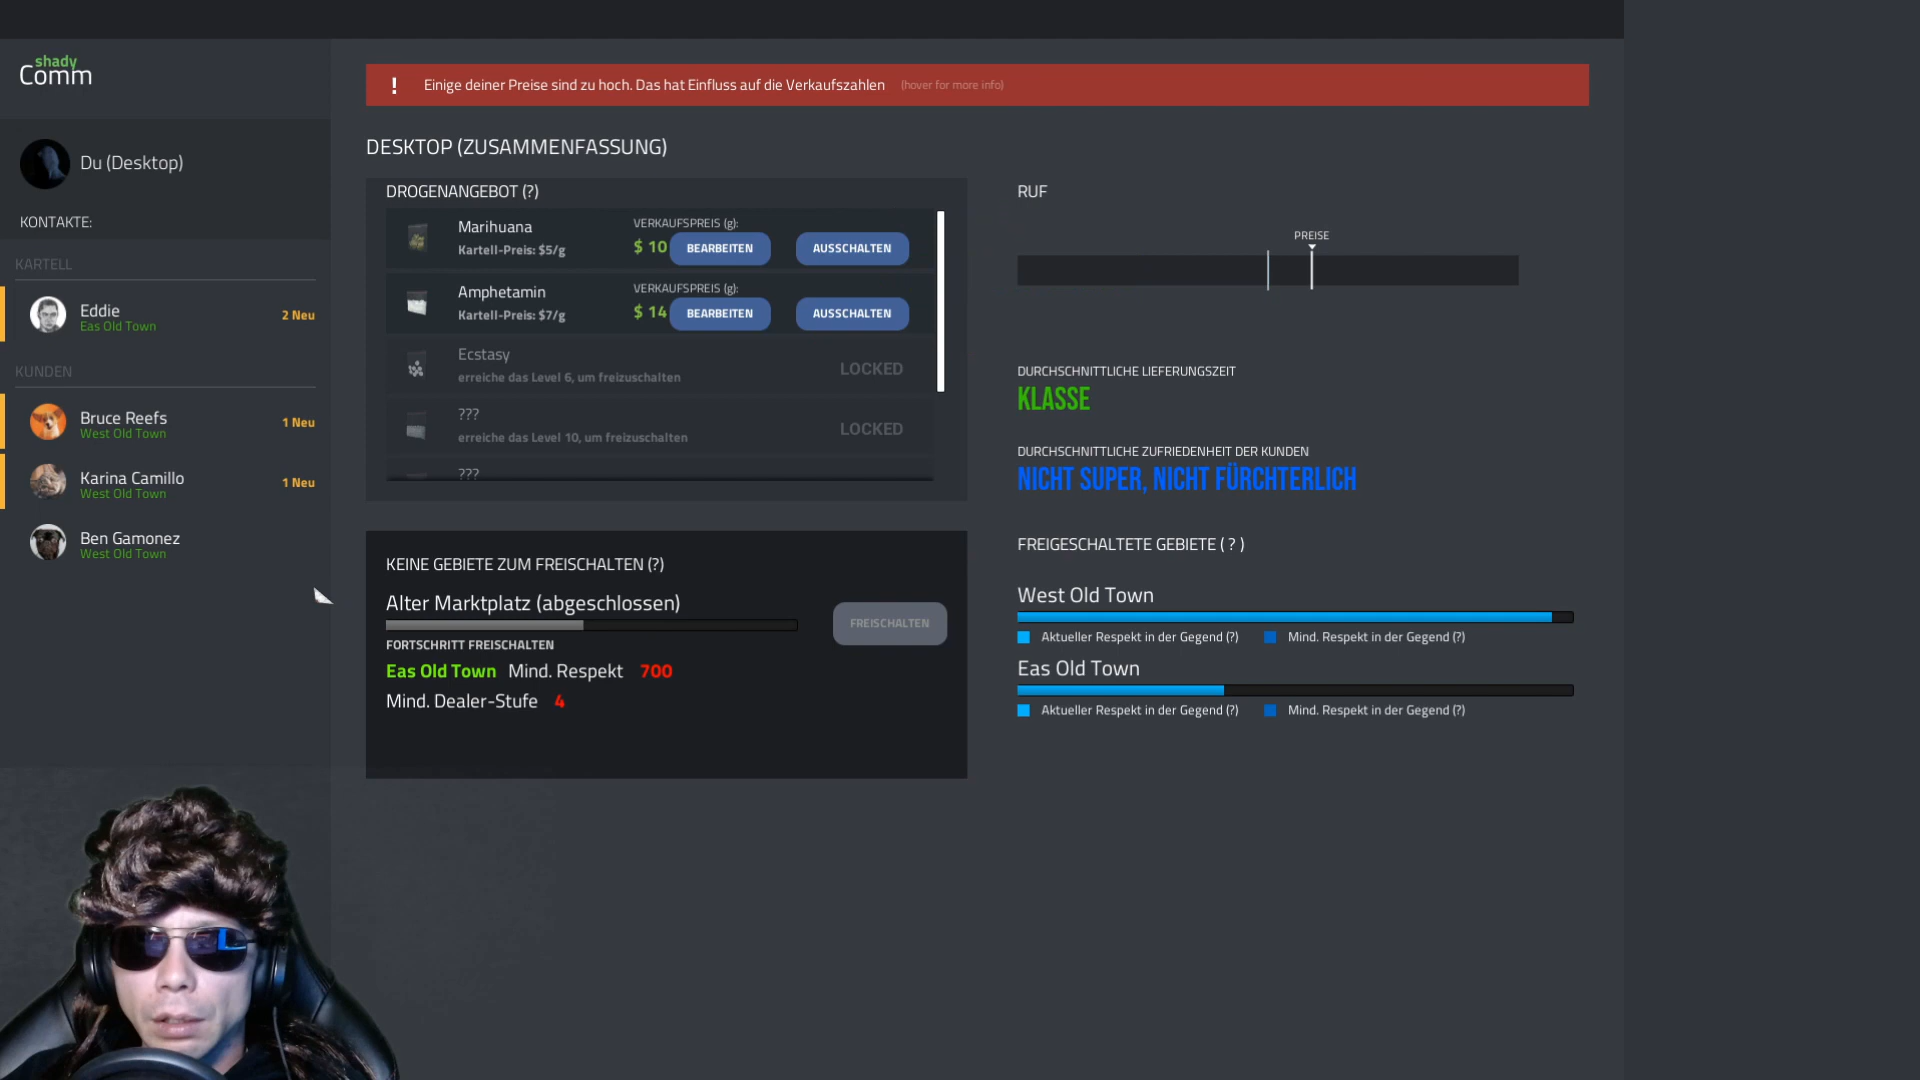 shady
Comm
Du (Desktop)
KONTAKTE:
KARTELL
Eddie
Eas Old Town
2 Neu
KUNDEN
Bruce Reefs
West Old Town
1 Neu
Karina Camillo
West Old Town
1 Neu
Ben Gamonez
West Old Town
! Einige deiner Preise sind zu hoch. Das hat Einfluss auf die Verkaufszahlen (hover for more info)
DESKTOP (ZUSAMMENFASSUNG)
DROGENANGEBOT (?)
Marihuana
Kartell-Preis: $5/g
VERKAUFSPREIS (g):
$ 10
BEARBEITEN
AUSSCHALTEN
Amphetamin
Kartell-Preis: $7/g
VERKAUFSPREIS (g):
$ 14
BEARBEITEN
AUSSCHALTEN
Ecstasy
erreiche das Level 6, um freizuschalten
LOCKED
???
erreiche das Level 10, um freizuschalten
LOCKED
???
KEINE GEBIETE ZUM FREISCHALTEN (?)
Alter Marktplatz (abgeschlossen)
FREISCHALTEN
FORTSCHRITT FREISCHALTEN
Eas Old Town Mind. Respekt 700
Mind. Dealer-Stufe 4
RUF
PREISE
DURCHSCHNITTLICHE LIEFERUNGSZEIT
KLASSE
DURCHSCHNITTLICHE ZUFRIEDENHEIT DER KUNDEN
NICHT SUPER, NICHT FÜRCHTERLICH
FREIGESCHALTETE GEBIETE ( ? )
West Old Town
Aktueller Respekt in der Gegend (?) Mind. Respekt in der Gegend (?)
Eas Old Town
Aktueller Respekt in der Gegend (?) Mind. Respekt in der Gegend (?)